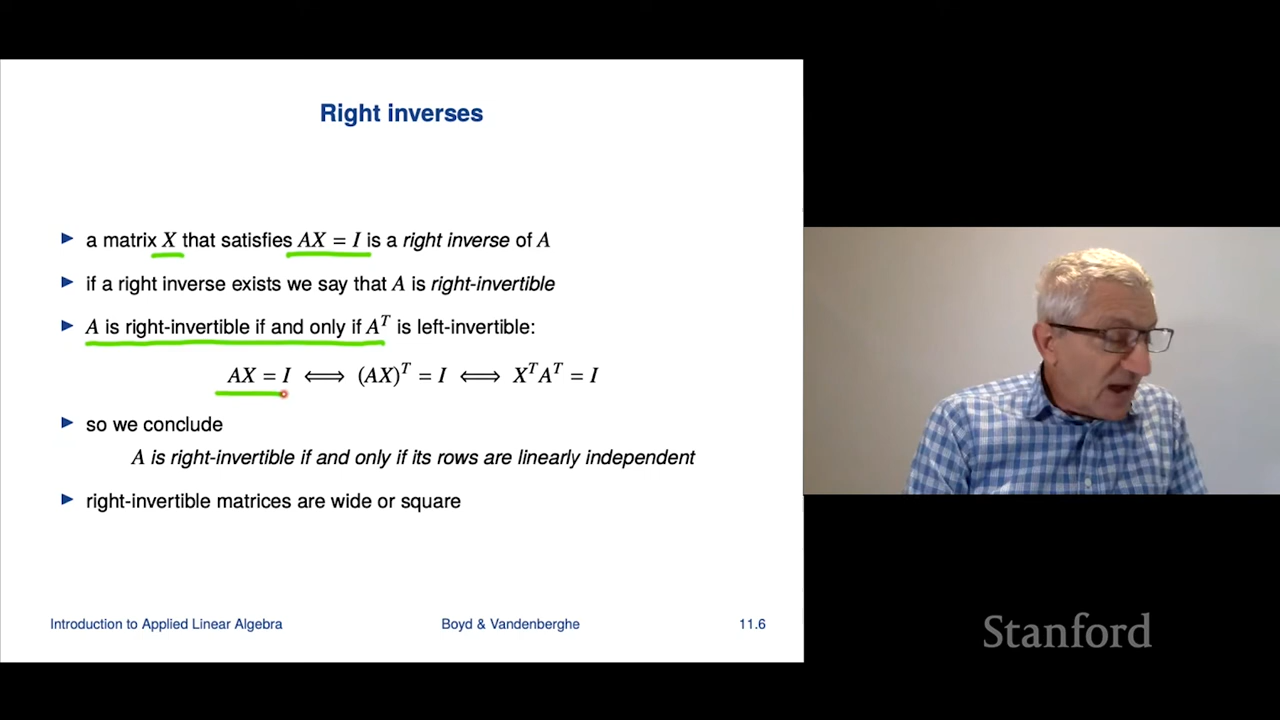 Right inverses
▶ a matrix X that satisfies AX = I is a right inverse of A
▶ if a right inverse exists we say that A is right-invertible
▶ A is right-invertible if and only if Aᵀ is left-invertible:
AX = I ⟺ (AX)ᵀ = I ⟺ XᵀAᵀ = I
▶ so we conclude
A is right-invertible if and only if its rows are linearly independent
▶ right-invertible matrices are wide or square
Introduction to Applied Linear Algebra Boyd & Vandenberghe 11.6
Stanford